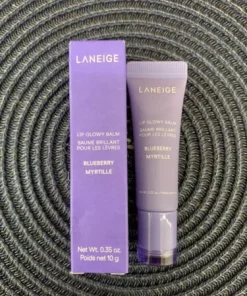 LANEIGE
LIP GLOWY BALM
BAUME BRILLANT
POUR LES LÈVRES
BLUEBERRY
MYRTILLE
Net Wt. 0.35 oz.
Poids net 10 g
LANEIGE
LIP GLOWY BALM
BAUME BRILLANT
POUR LES LÈVRES
BLUEBERRY
MYRTILLE